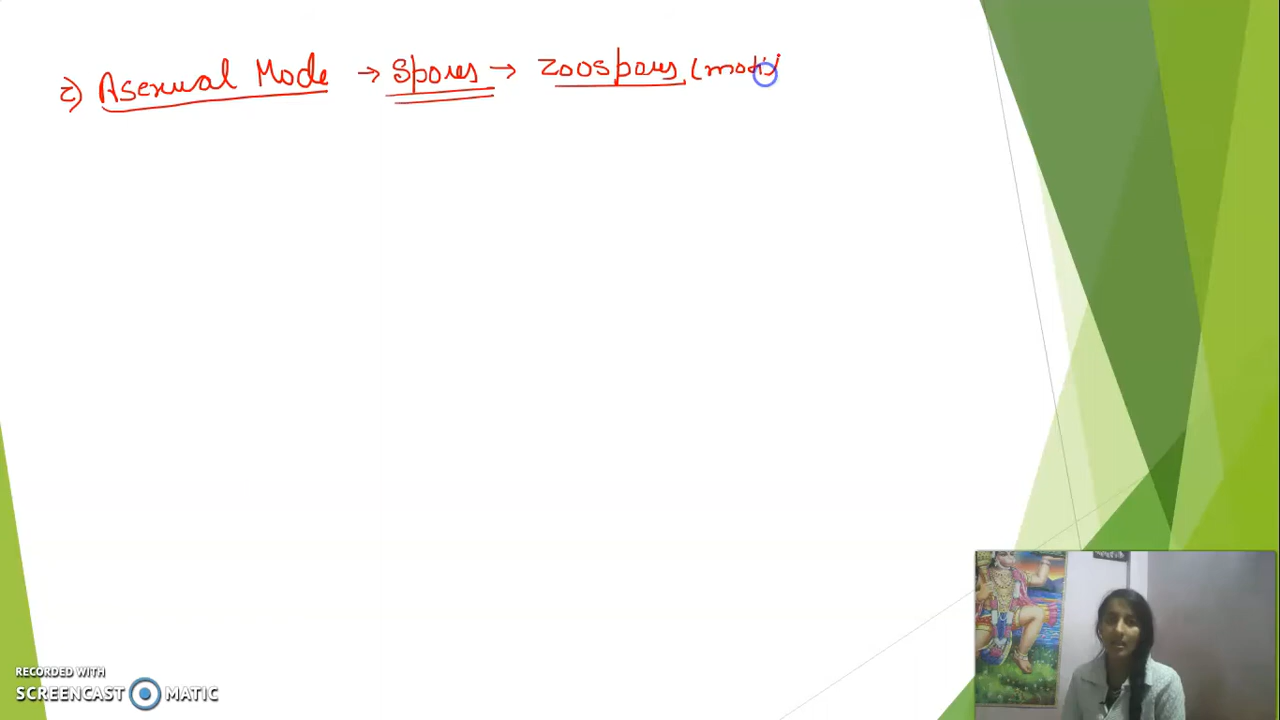 2) Asexual Mode → Spores → Zoospores (moti
RECORDED WITH
SCREENCAST MATIC